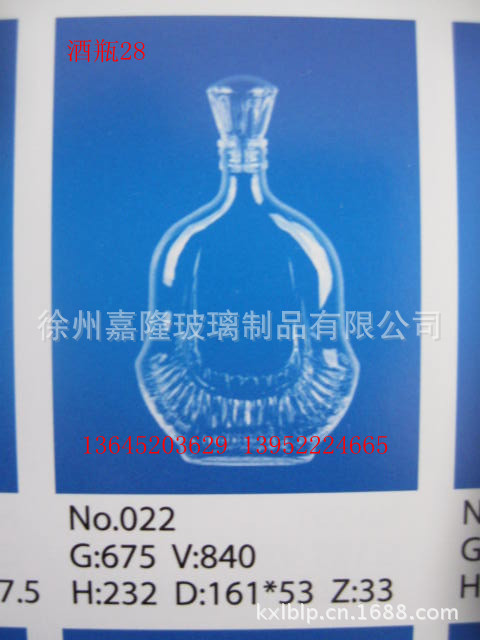 酒瓶28
徐州嘉隆玻璃制品有限公司
13645203629 13952224665
No.022
G:675 V:840
7.5 H:232 D:161*53 Z:33
N
G
H
kxlblp.cn.1688.com